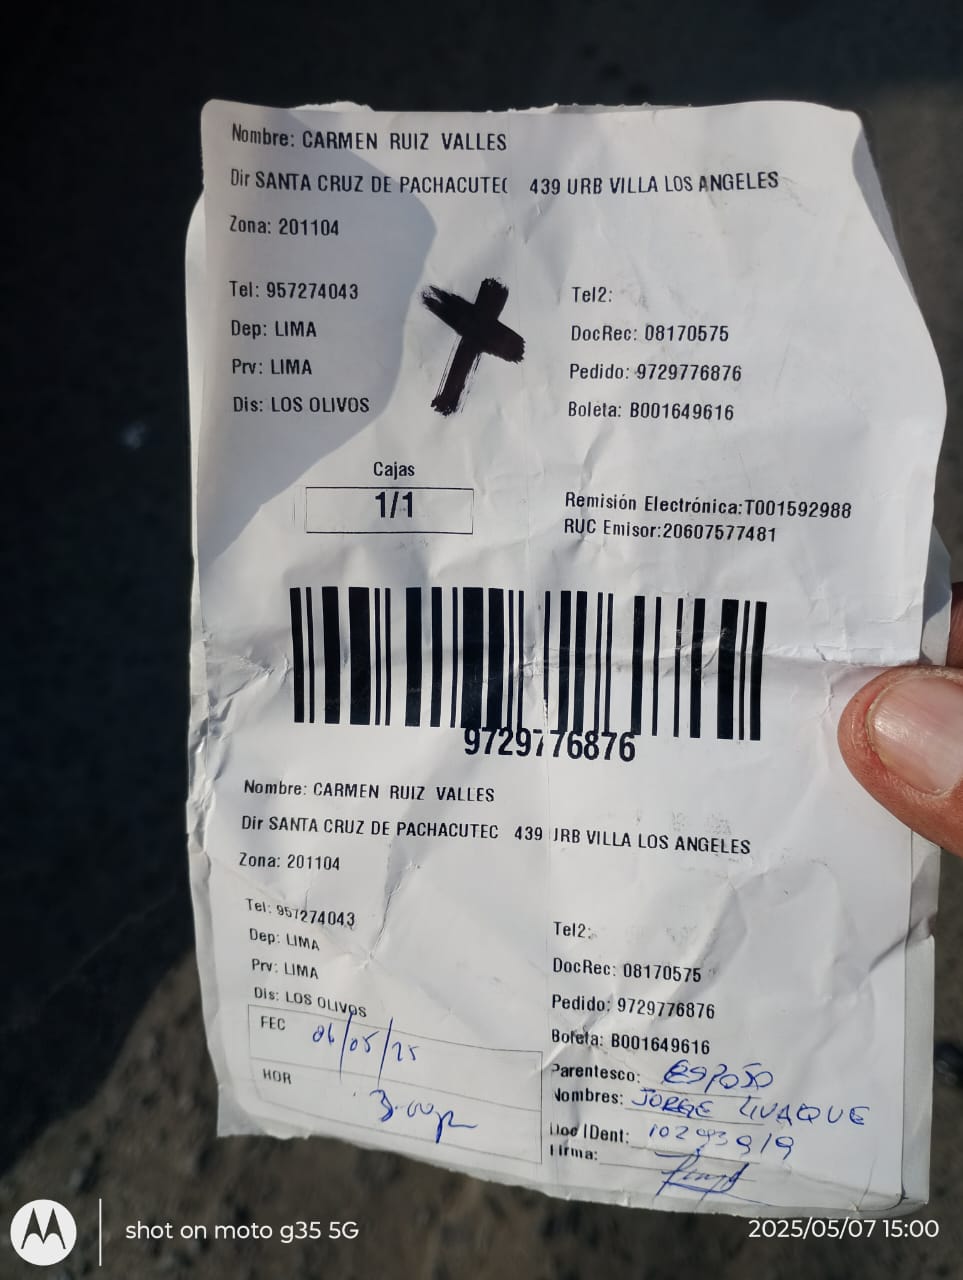 Nombre: CARMEN RUIZ VALLES
Dir SANTA CRUZ DE PACHACUTEC 439 URB VILLA LOS ANGELES
Zona: 201104
Tel: 957274043
Tel2:
Dep: LIMA
DocRec: 08170575
Prv: LIMA
Pedido: 9729776876
Dis: LOS OLIVOS
Boleta: B001649616
Cajas
1/1
Remisión Electrónica:T001592988
RUC Emisor:20607577481
9729776876
Nombre: CARMEN RUIZ VALLES
Dir SANTA CRUZ DE PACHACUTEC 439 URB VILLA LOS ANGELES
Zona: 201104
Tel: 957274043
Tel2:
Dep: LIMA
DocRec: 08170575
Prv: LIMA
Pedido: 9729776876
Dis: LOS OLIVOS
Boleta: B001649616
FEC 06/05/25
Parentesco: ESPOSO
HOR
Nombres: JORGE
Doc IDent:
Firma:
shot on moto g35 5G
2025/05/07 15:00